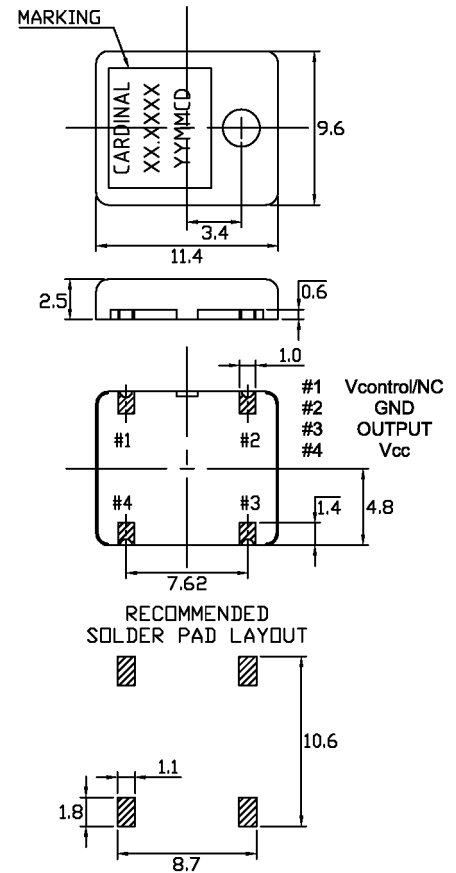 MARKING
CARDINAL
XX.XXXX
YYMMCD
9.6
3.4
11.4
2.5
0.6
1.0
#1 Vcontrol/NC
#2 GND
#3 OUTPUT
#4 Vcc
#1 #2
#4 #3
1.4
4.8
7.62
RECOMMENDED
SOLDER PAD LAYOUT
10.6
1.1
1.8
8.7